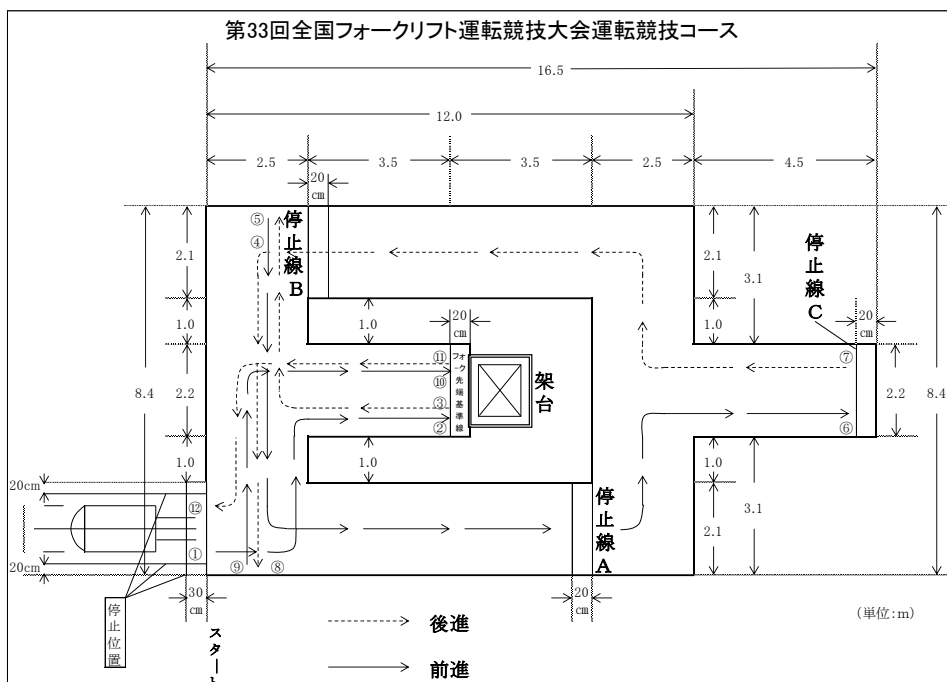 第33回全国フォークリフト運転競技大会運転競技コース
16.5
12.0
2.5
3.5
3.5
2.5
4.5
20
cm
⑤
④
停止線B
2.1
1.0
2.2
1.0
8.4
20cm
20cm
1.0
20
cm
⑪
⑩
③
②
フォーク先端基準線
架台
1.0
2.1
1.0
3.1
停止線C
20
cm
⑦
⑥
2.2
8.4
1.0
2.1
3.1
停止線A
⑫
①
⑨
⑧
30
cm
20
cm
停止位置
スタート
後進
前進
(単位:m)